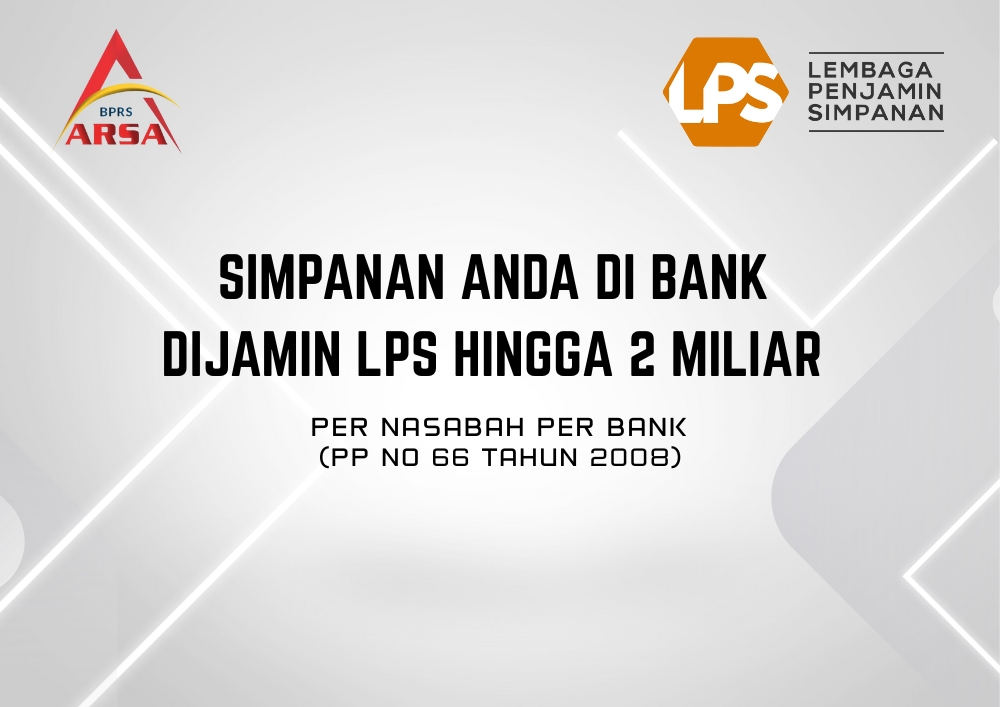 BPRS
ARSA
LPS
LEMBAGA
PENJAMIN
SIMPANAN
SIMPANAN ANDA DI BANK
DIJAMIN LPS HINGGA 2 MILIAR
PER NASABAH PER BANK
(PP NO 66 TAHUN 2008)